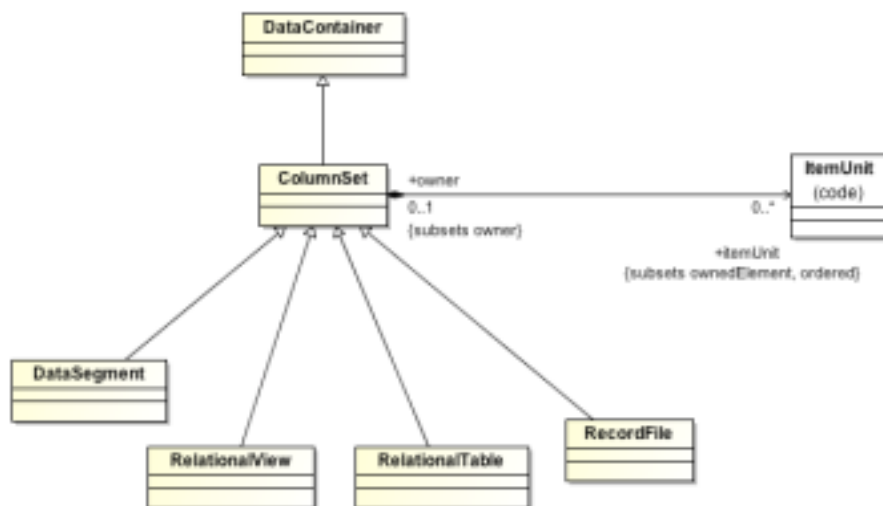 DataContainer
ColumnSet
+owner
0..1
{subsets owner}
0..*
ItemUnit
(code)
+itemUnit
{subsets ownedElement, ordered}
DataSegment
RelationalView
RelationalTable
RecordFile